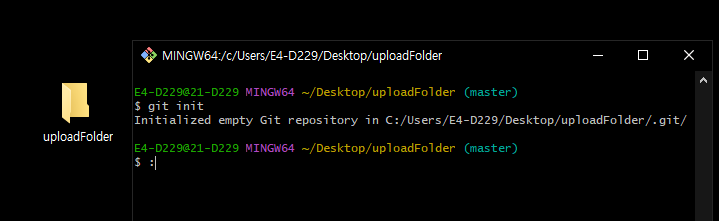 MINGW64:/c/Users/E4-D229/Desktop/uploadFolder
E4-D229@21-D229 MINGW64 ~/Desktop/uploadFolder (master)
$ git init
Initialized empty Git repository in C:/Users/E4-D229/Desktop/uploadFolder/.git/
E4-D229@21-D229 MINGW64 ~/Desktop/uploadFolder (master)
$ :
uploadFolder